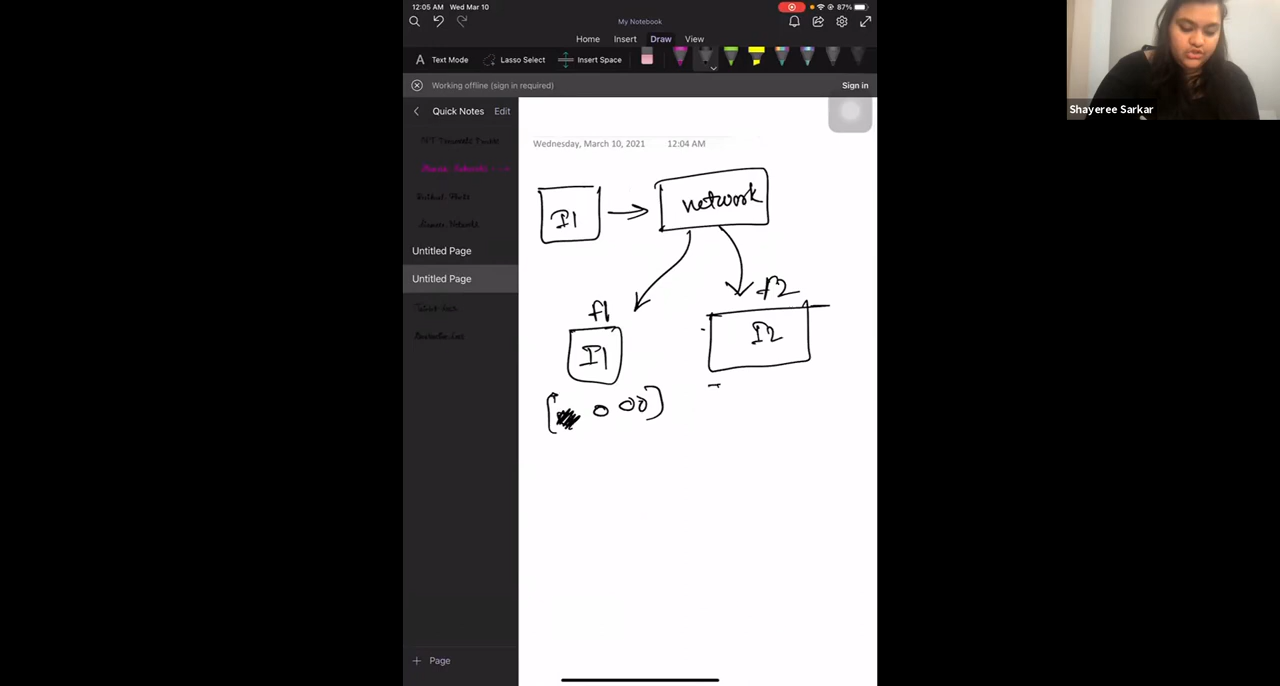 12:05 AM Wed Mar 10
87%
My Notebook
Home Insert Draw View
A Text Mode Lasso Select Insert Space
Working offline (sign in required) Sign in
Quick Notes Edit
Wednesday, March 10, 2021 12:04 AM
Untitled Page
Untitled Page
I1
network
f1
f2
I1
I2
[ 0 00]
Page
Shayeree Sarkar